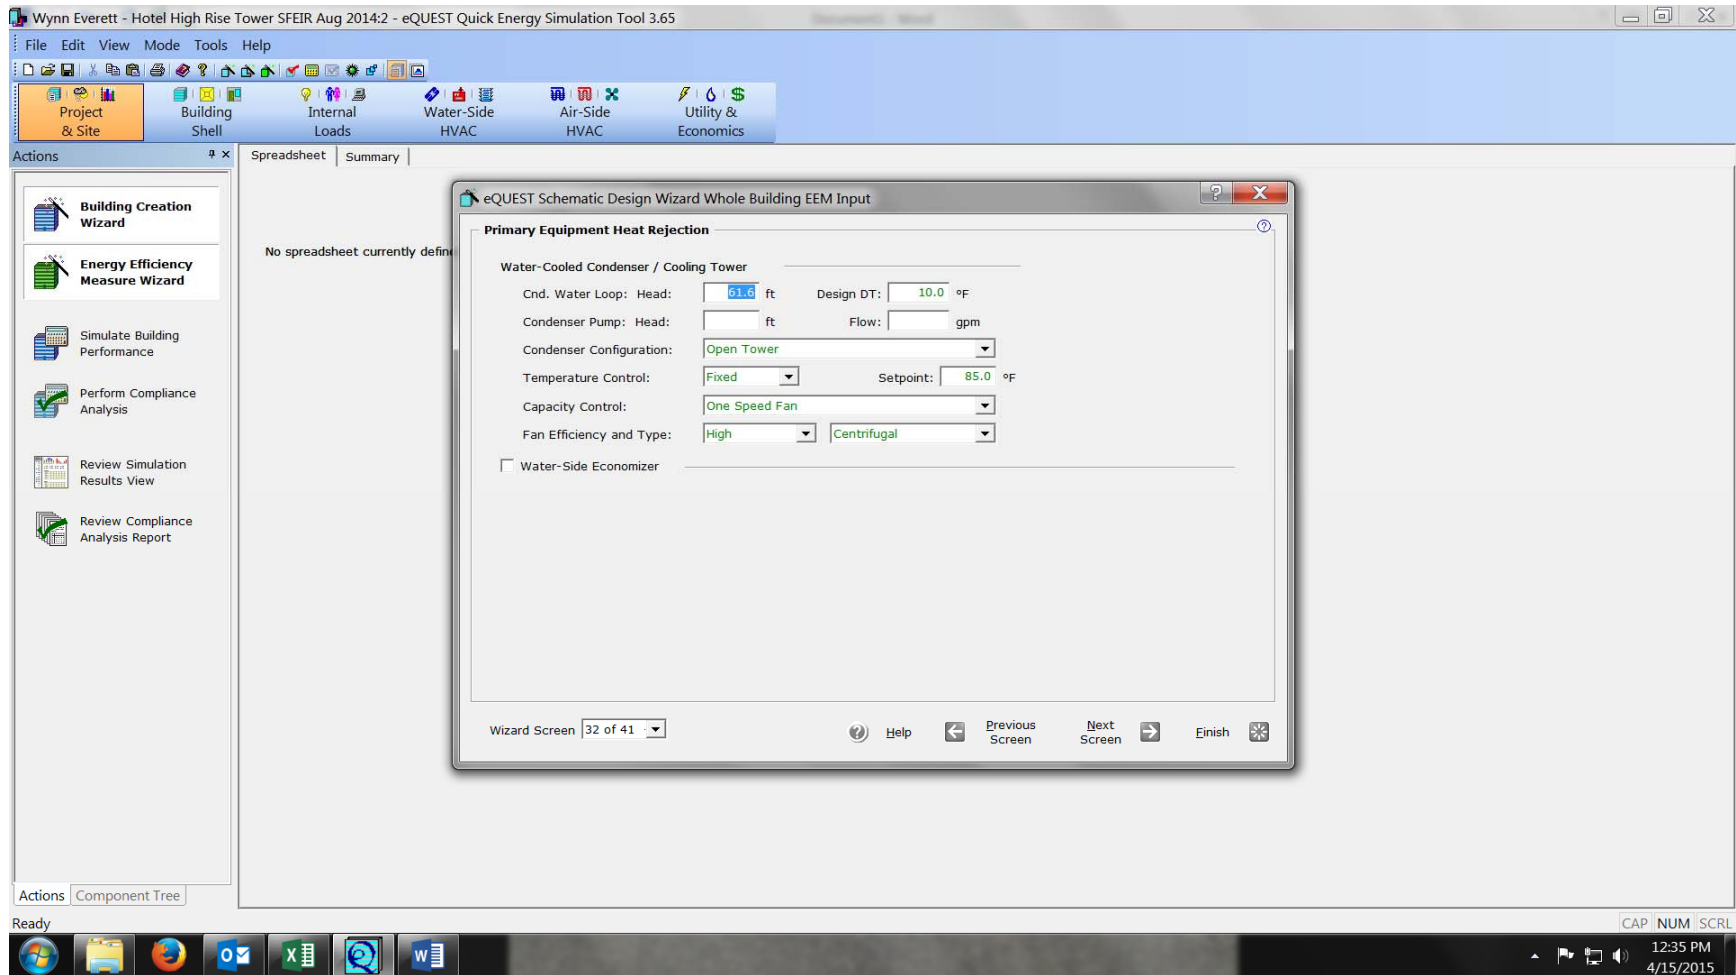 Wynn Everett - Hotel High Rise Tower SFEIR Aug 2014:2 - eQUEST Quick Energy Simulation Tool 3.65
File Edit View Mode Tools Help
Project & Site
Building Shell
Internal Loads
Water-Side HVAC
Air-Side HVAC
Utility & Economics
Actions
Spreadsheet Summary
Building Creation Wizard
Energy Efficiency Measure Wizard
Simulate Building Performance
Perform Compliance Analysis
Review Simulation Results View
Review Compliance Analysis Report
No spreadsheet currently define
eQUEST Schematic Design Wizard Whole Building EEM Input
Primary Equipment Heat Rejection
Water-Cooled Condenser / Cooling Tower
Cnd. Water Loop: Head: 61.6 ft Design DT: 10.0 ºF
Condenser Pump: Head: ft Flow: gpm
Condenser Configuration: Open Tower
Temperature Control: Fixed Setpoint: 85.0 ºF
Capacity Control: One Speed Fan
Fan Efficiency and Type: High Centrifugal
Water-Side Economizer
Wizard Screen 32 of 41
Help
Previous Screen
Next Screen
Finish
Actions Component Tree
Ready
CAP NUM SCRL
12:35 PM
4/15/2015